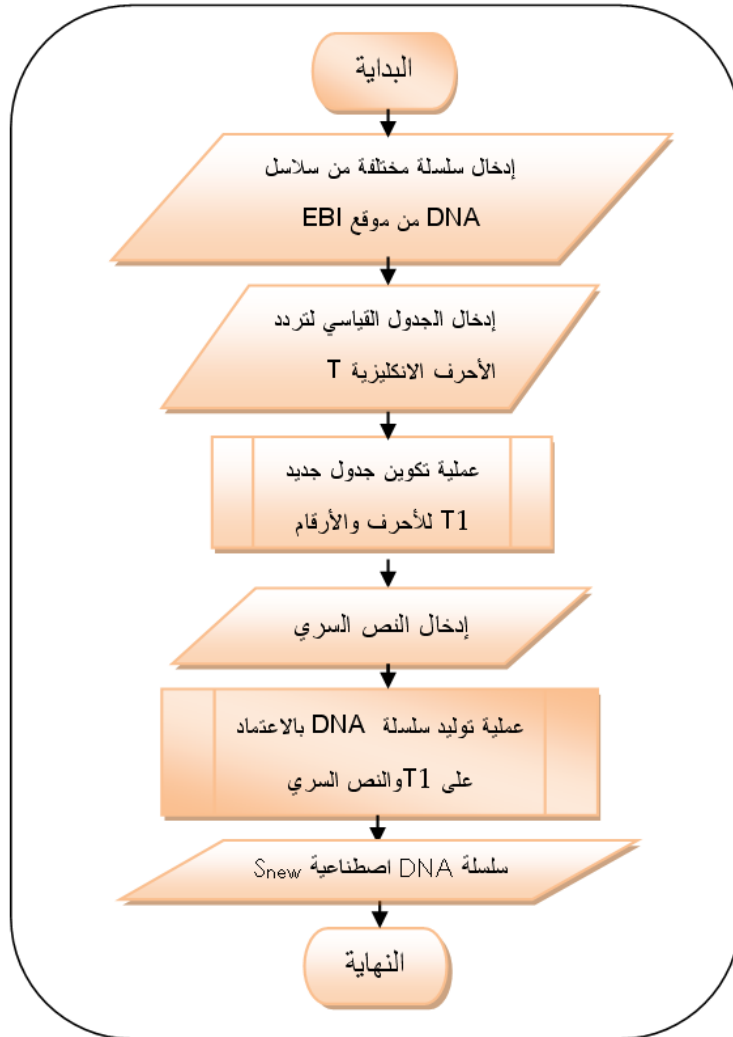 البداية
إدخال سلسلة مختلفة من سلاسل
DNA من موقع EBI
إدخال الجدول القياسي لتردد
الأحرف الانكليزية T
عملية تكوين جدول جديد
T1 للأحرف والأرقام
إدخال النص السري
عملية توليد سلسلة DNA بالاعتماد
على T1والنص السري
سلسلة DNA اصطناعية Snew
النهاية